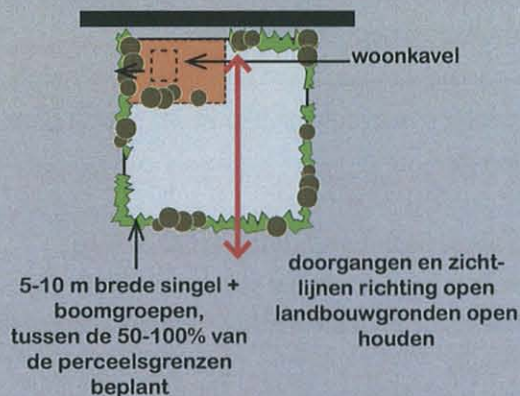 woonkavel
5-10 m brede singel +
boomgroepen,
tussen de 50-100% van
de perceelsgrenzen
beplant
doorgangen en zicht-
lijnen richting open
landbouwgronden open
houden